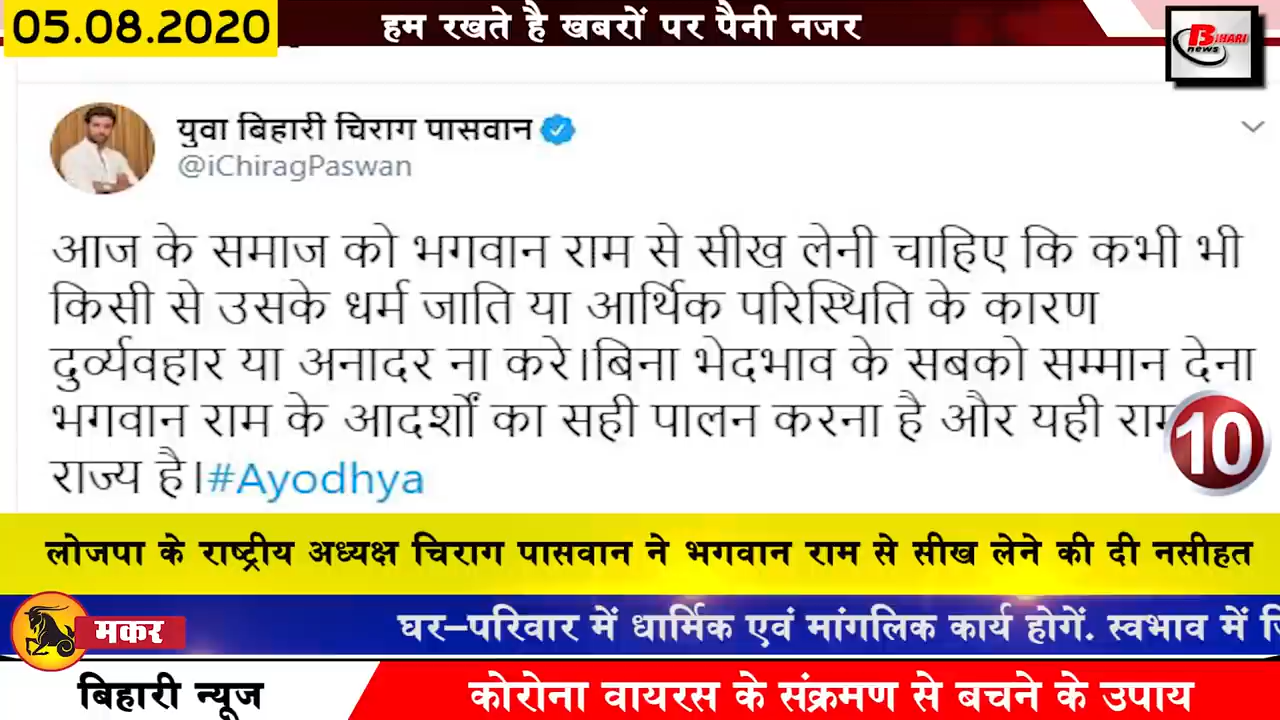 05.08.2020
हम रखते है खबरों पर पैनी नजर
BIHARI
news
युवा बिहारी चिराग पासवान
@iChiragPaswan
आज के समाज को भगवान राम से सीख लेनी चाहिए कि कभी भी
किसी से उसके धर्म जाति या आर्थिक परिस्थिति के कारण
दुर्व्यवहार या अनादर ना करे।बिना भेदभाव के सबको सम्मान देना
भगवान राम के आदर्शों का सही पालन करना है और यही राम
राज्य है।#Ayodhya
10
लोजपा के राष्ट्रीय अध्यक्ष चिराग पासवान ने भगवान राम से सीख लेने की दी नसीहत
मकर
घर–परिवार में धार्मिक एवं मांगलिक कार्य होगें. स्वभाव में
बिहारी न्यूज
कोरोना वायरस के संक्रमण से बचने के उपाय